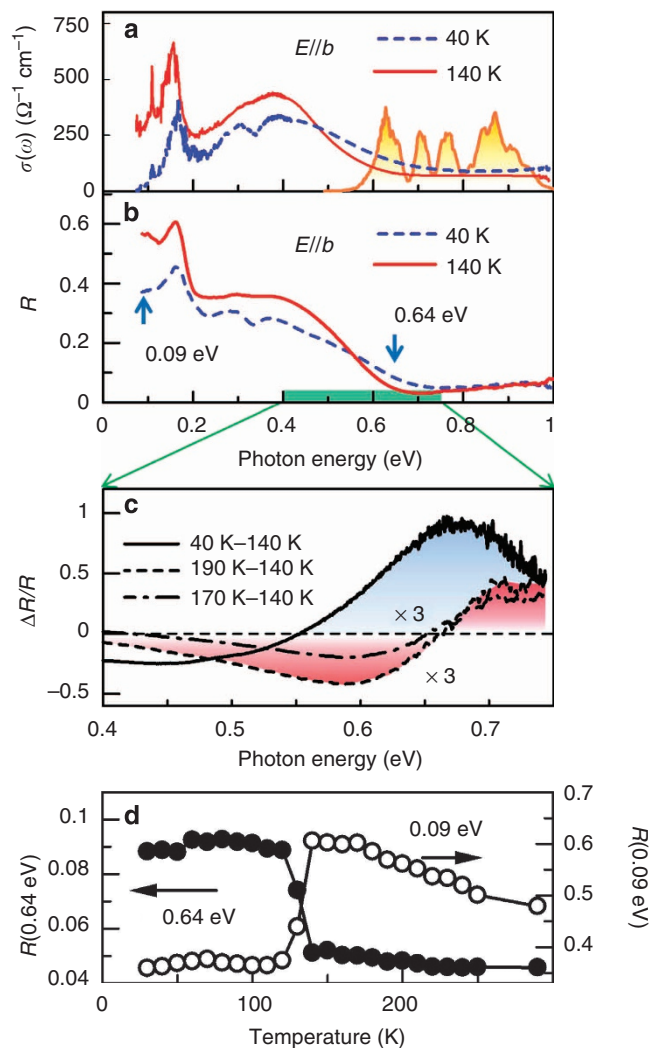 a
750
500
250
0
σ(ω) (Ω⁻¹ cm⁻¹)
E//b
40 K
140 K
b
0.6
0.4
0.2
0
R
E//b
40 K
140 K
0.09 eV
0.64 eV
0 0.2 0.4 0.6 0.8 1
Photon energy (eV)
c
1
0.5
0
−0.5
ΔR/R
40 K–140 K
190 K–140 K
170 K–140 K
× 3
× 3
0.4 0.5 0.6 0.7
Photon energy (eV)
d
0.1
0.08
0.06
0.04
R(0.64 eV)
0.64 eV
0.09 eV
0.7
0.6
0.5
0.4
R(0.09 eV)
0 100 200
Temperature (K)